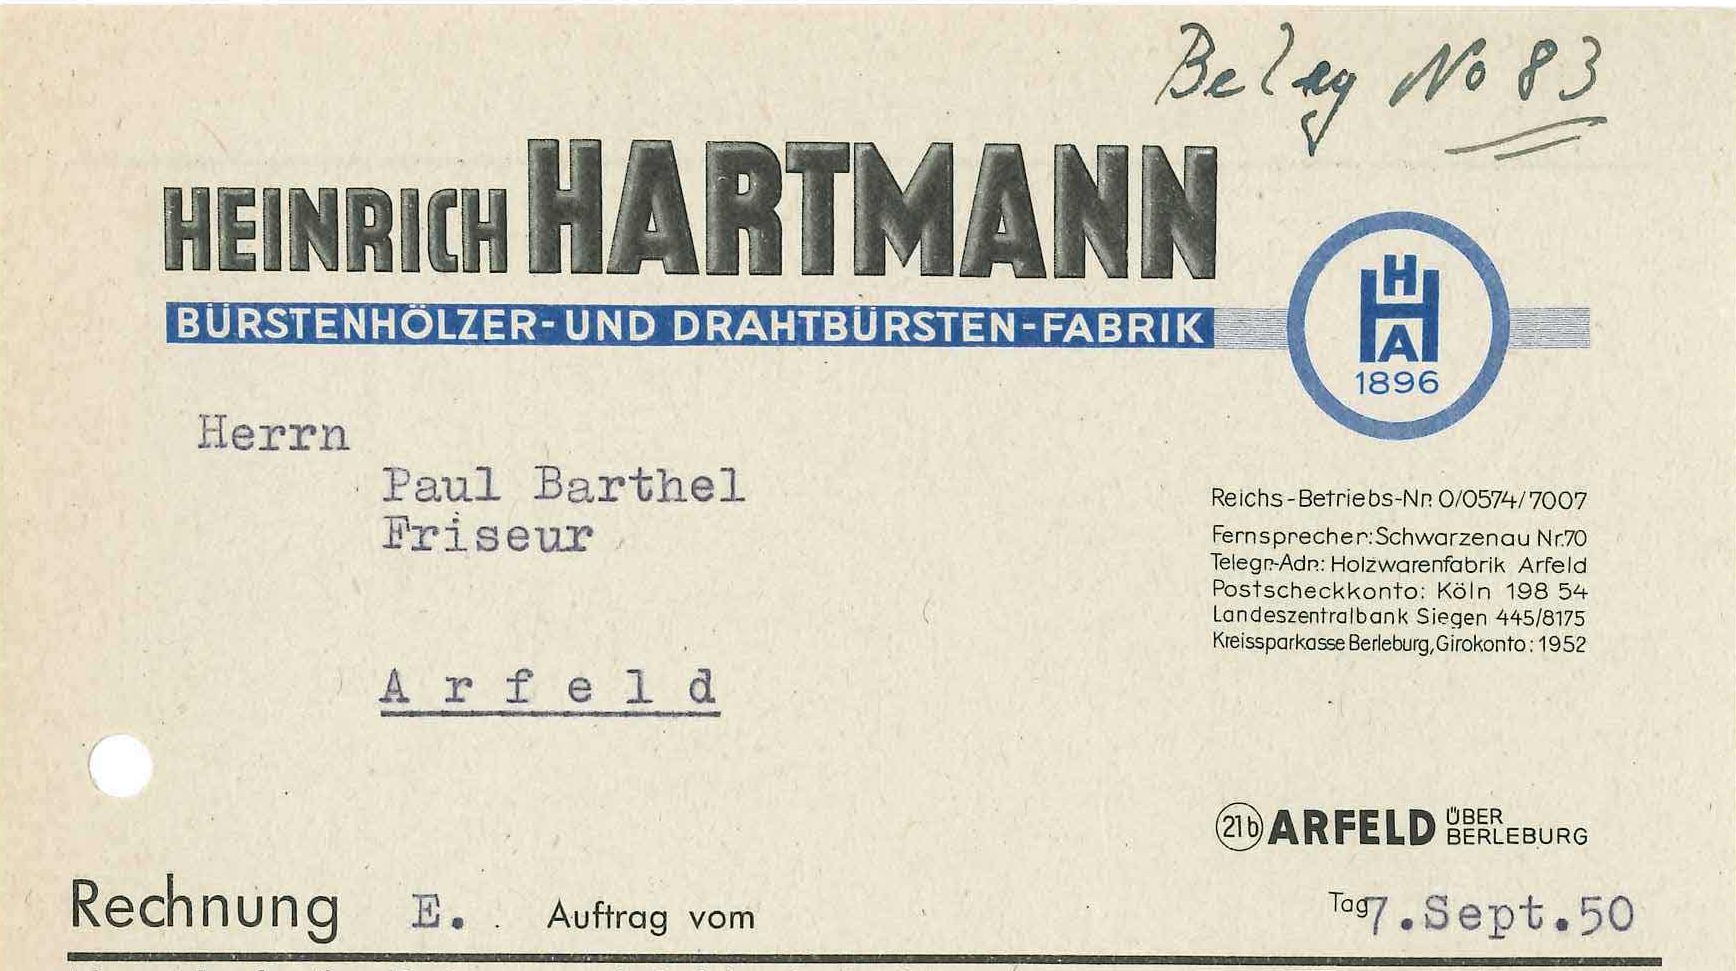 Beleg No 83
HEINRICH HARTMANN
BÜRSTENHÖLZER- UND DRAHTBÜRSTEN-FABRIK
HHA
1896
Herrn
Paul Barthel
Friseur
Arfeld
Reichs-Betriebs-Nr. 0/0574/7007
Fernsprecher: Schwarzenau Nr.70
Telegr.-Adr.: Holzwarenfabrik Arfeld
Postscheckkonto: Köln 198 54
Landeszentralbank Siegen 445/8175
Kreissparkasse Berleburg, Girokonto: 1952
21b ARFELD ÜBER BERLEBURG
Rechnung E. Auftrag vom Tag 7.Sept.50